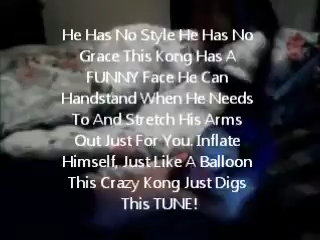 He Has No Style He Has No
Grace This Kong Has A
FUNNY Face He Can
Handstand When He Needs
To And Stretch His Arms
Out Just For You. Inflate
Himself, Just Like A Balloon
This Crazy Kong Just Digs
This TUNE!